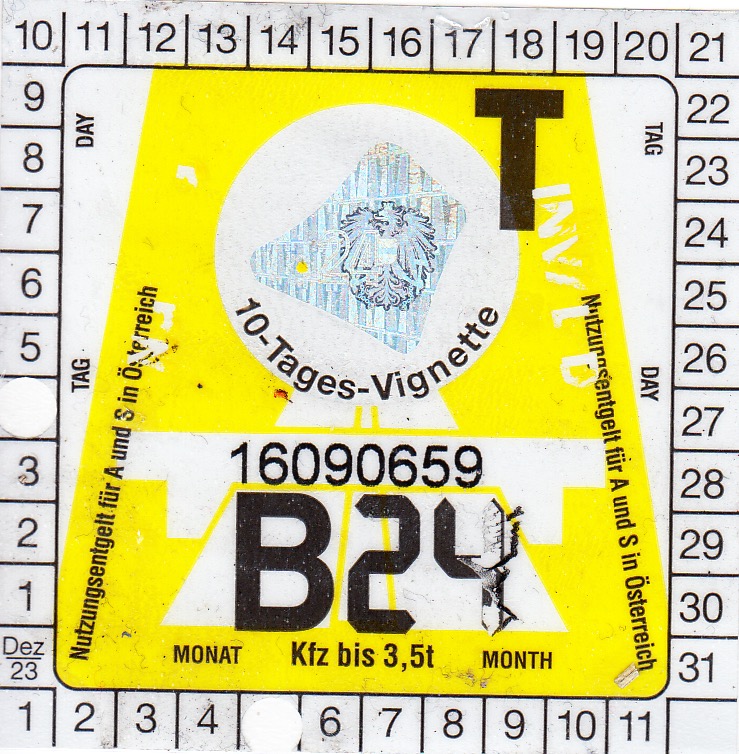 10 11 12 13 14 15 16 17 18 19 20 21
9 22
8 23
7 24
6 25
5 26
27
3 28
2 29
1 30
Dez 23 31
1 2 3 4 6 7 8 9 10 11
DAY
TAG
T
TAG
DAY
10-Tages-Vignette
Nutzungsentgelt für A und S in Österreich
Nutzungsentgelt für A und S in Österreich
16090659
B24
MONAT Kfz bis 3,5t MONTH